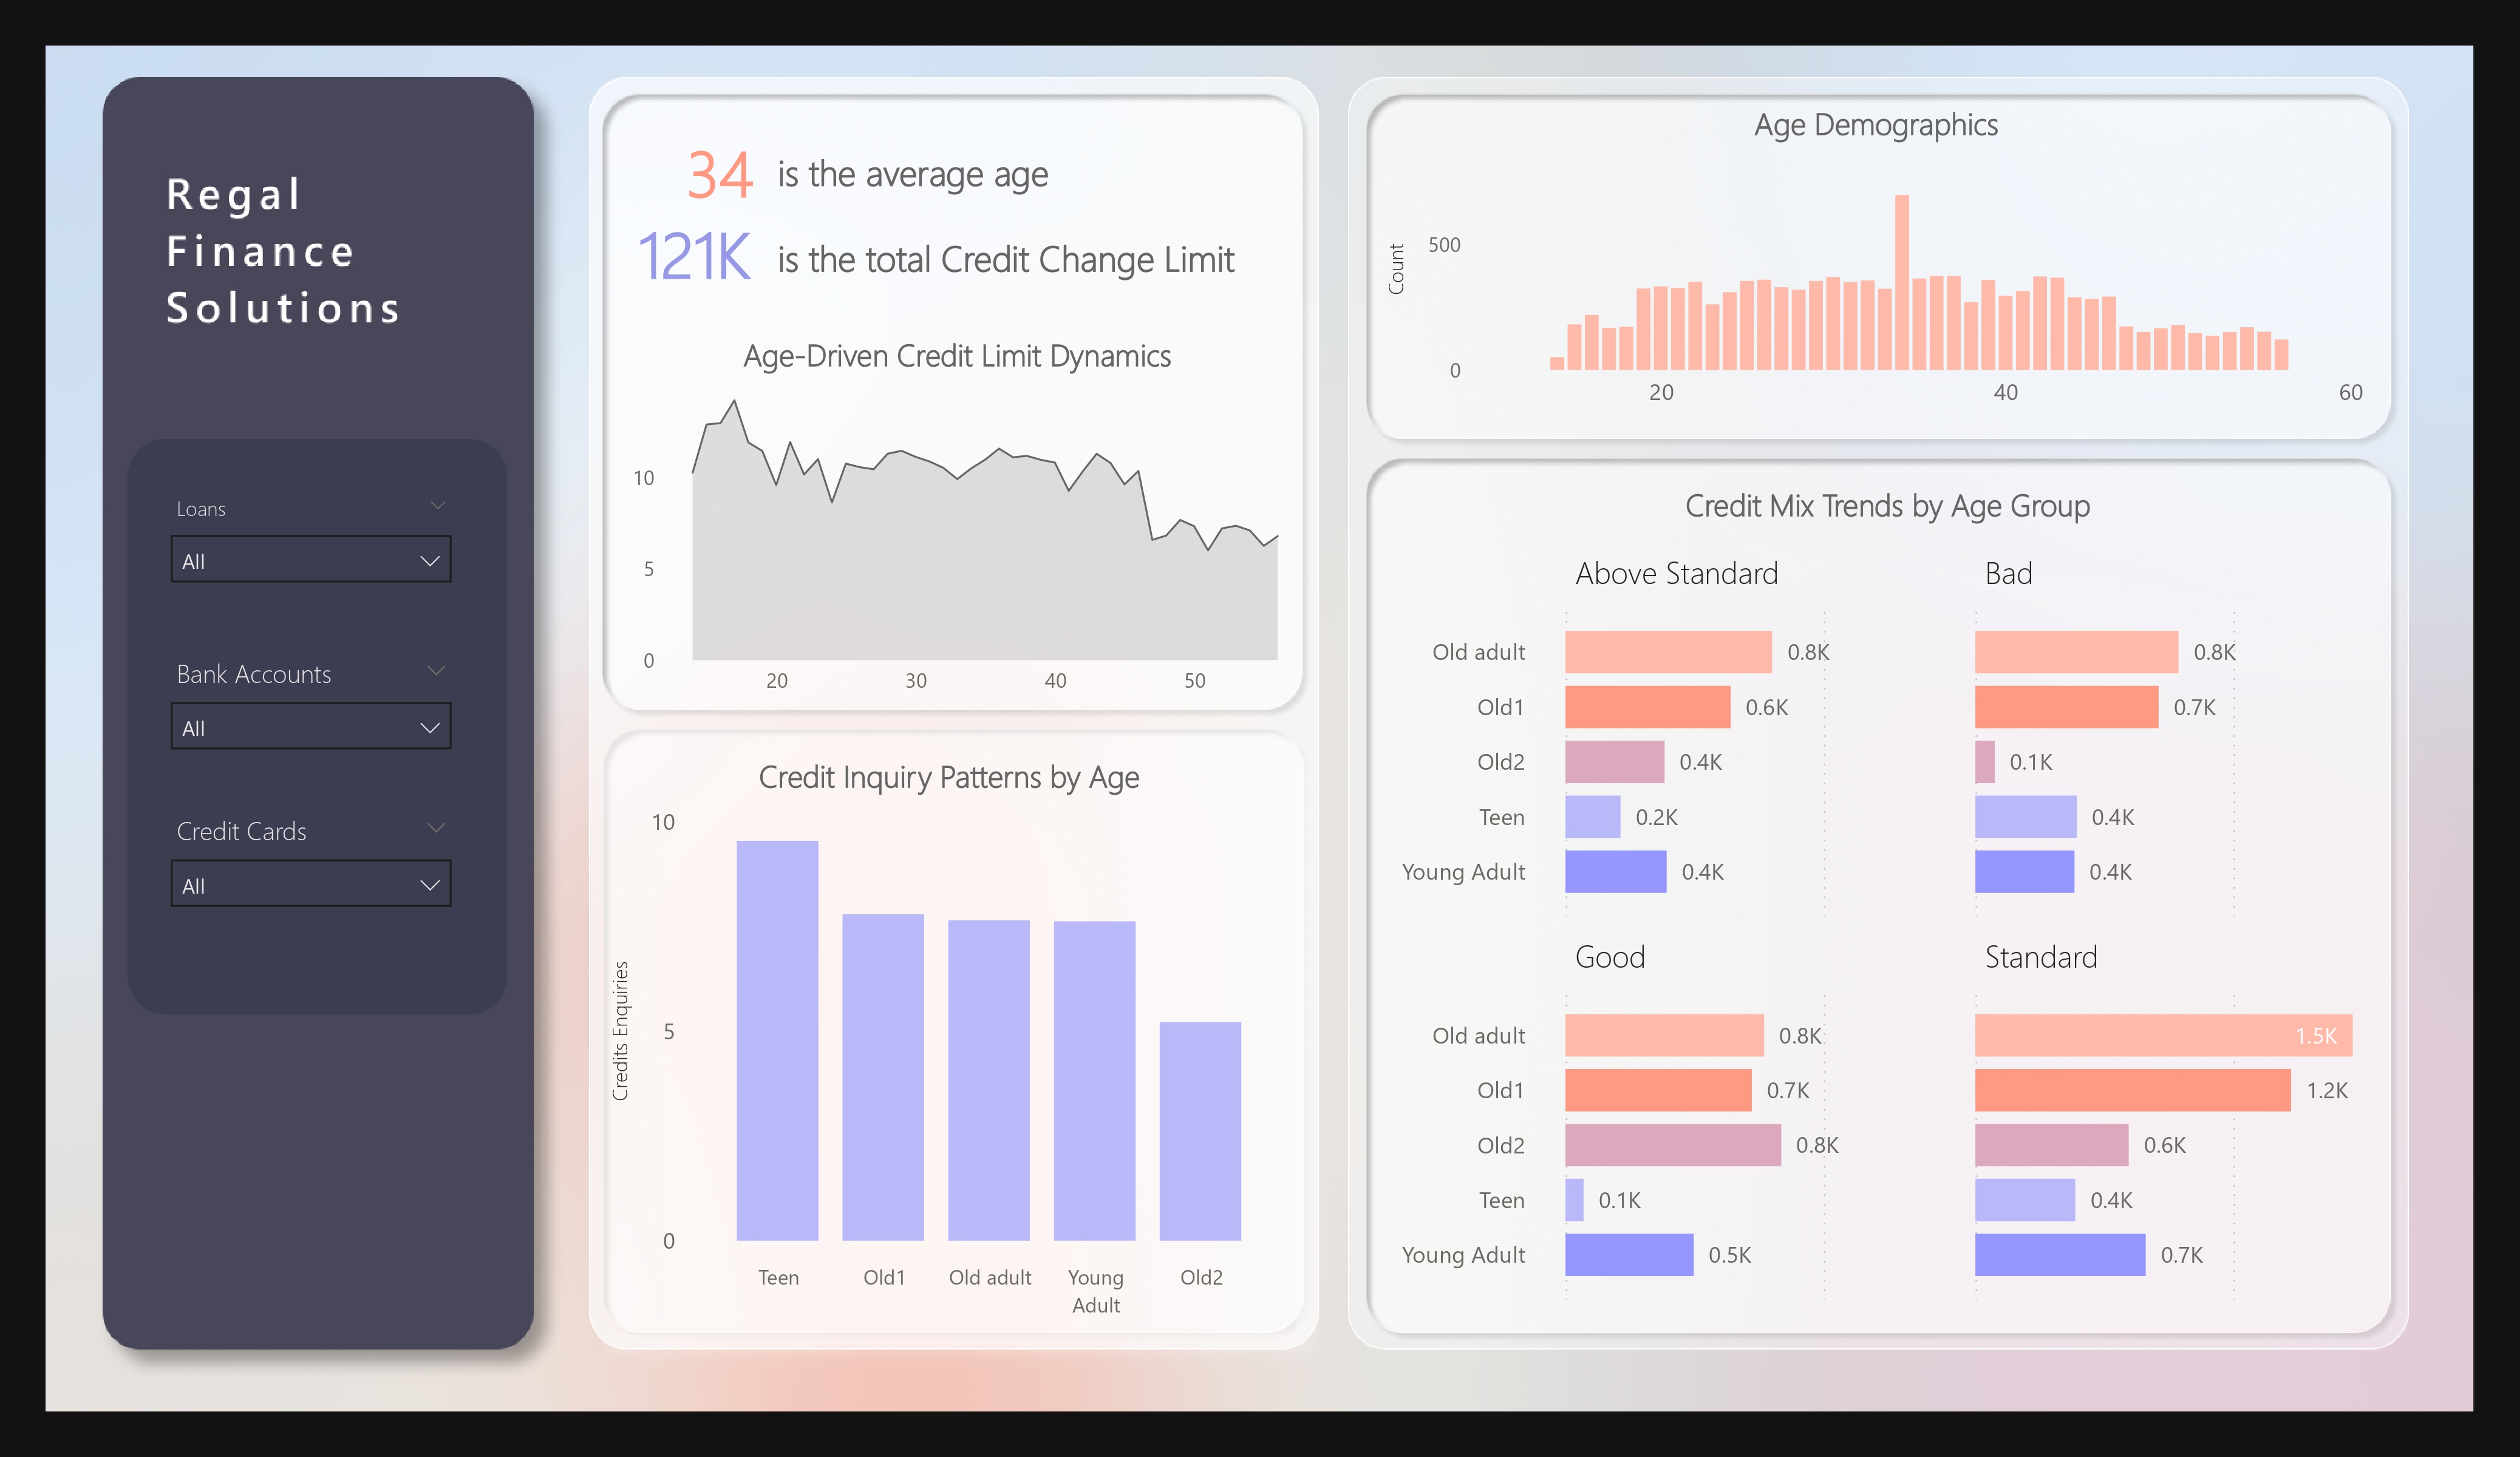 Regal
Finance
Solutions
Loans
All
Bank Accounts
All
Credit Cards
All
34 is the average age
121K is the total Credit Change Limit
Age-Driven Credit Limit Dynamics
10
5
0
20 30 40 50
Credit Inquiry Patterns by Age
Credits Enquiries
10
5
0
Teen Old1 Old adult Young Adult Old2
Age Demographics
Count
500
0
20 40 60
Credit Mix Trends by Age Group
Above Standard Bad
Old adult 0.8K 0.8K
Old1 0.6K 0.7K
Old2 0.4K 0.1K
Teen 0.2K 0.4K
Young Adult 0.4K 0.4K
Good Standard
Old adult 0.8K 1.5K
Old1 0.7K 1.2K
Old2 0.8K 0.6K
Teen 0.1K 0.4K
Young Adult 0.5K 0.7K